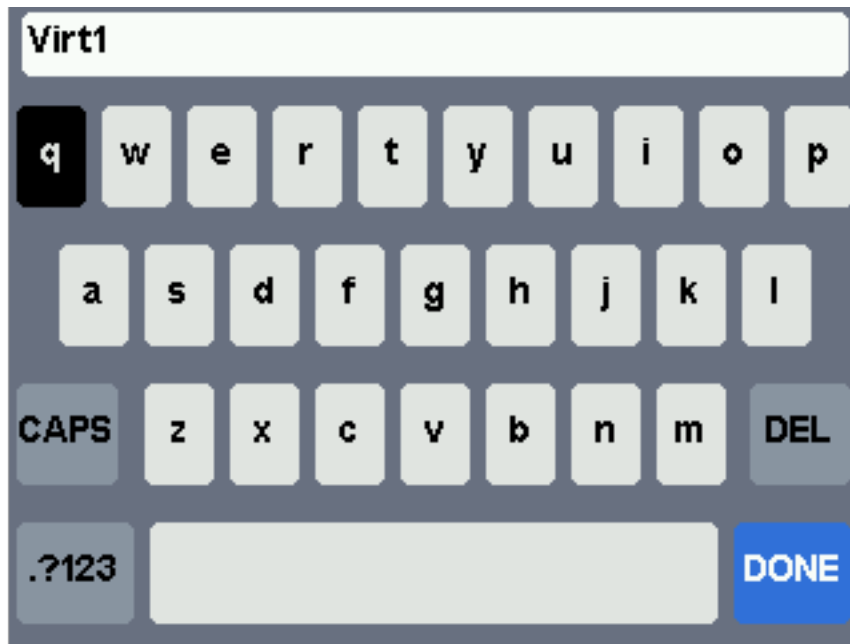 Virt1
q w e r t y u i o p
a s d f g h j k l
CAPS z x c v b n m DEL
.?123 DONE